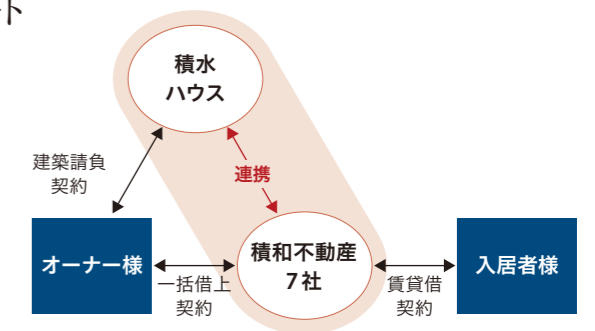 ト
積水
ハウス
建築請負
契約
連携
オーナー様
一括借上
契約
積和不動産
7社
賃貸借
契約
入居者様